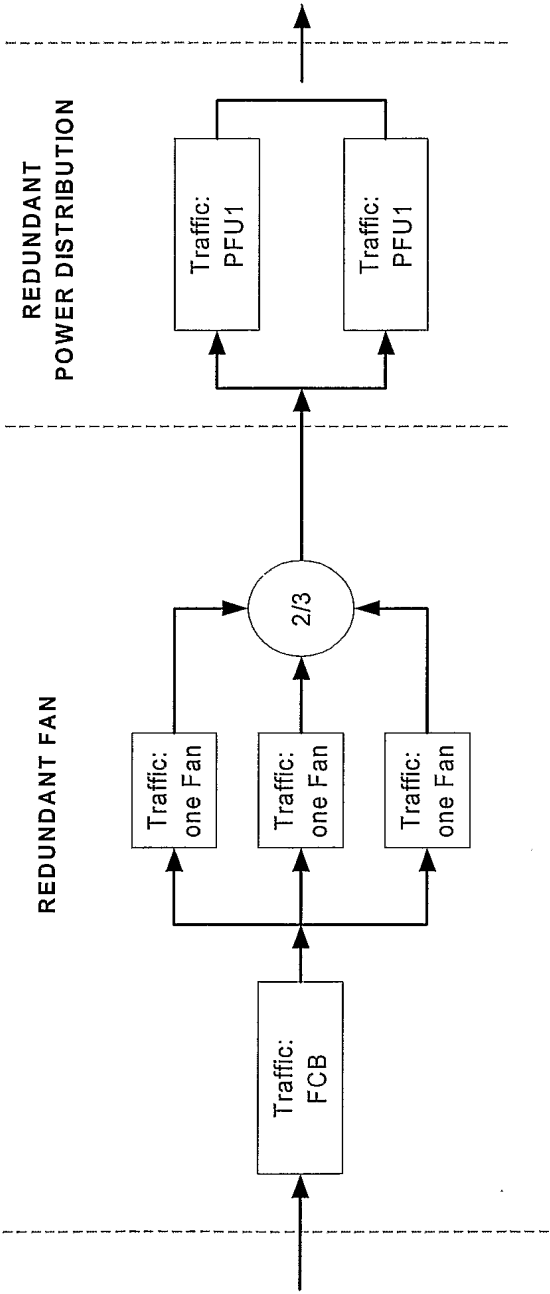 REDUNDANT FAN
REDUNDANT
POWER DISTRIBUTION
Traffic:
FCB
Traffic:
one Fan
Traffic:
one Fan
Traffic:
one Fan
2/3
Traffic:
PFU1
Traffic:
PFU1